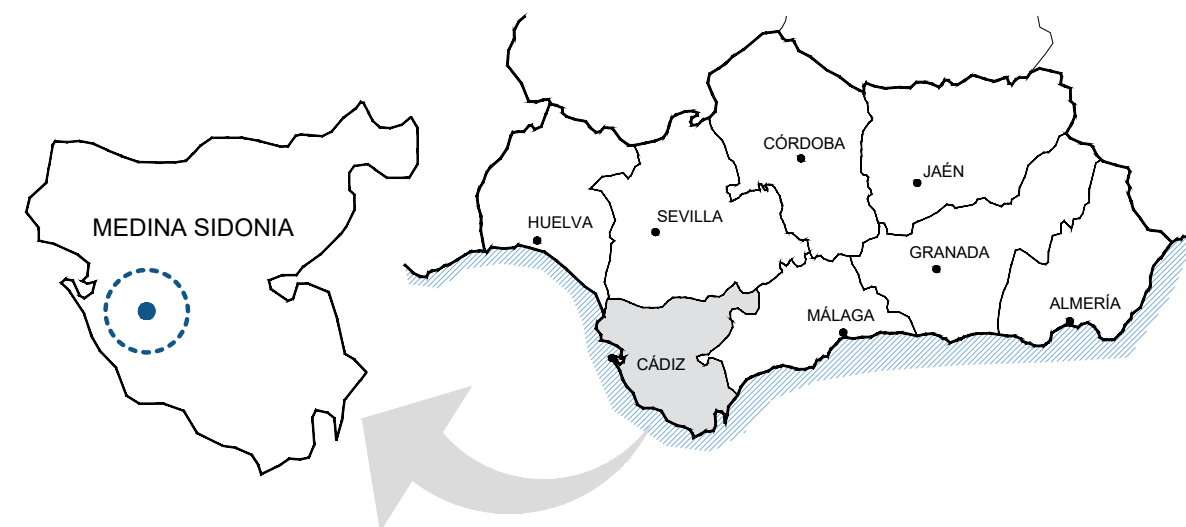 MEDINA SIDONIA
CÓRDOBA
JAÉN
HUELVA
SEVILLA
GRANADA
ALMERÍA
MÁLAGA
CÁDIZ